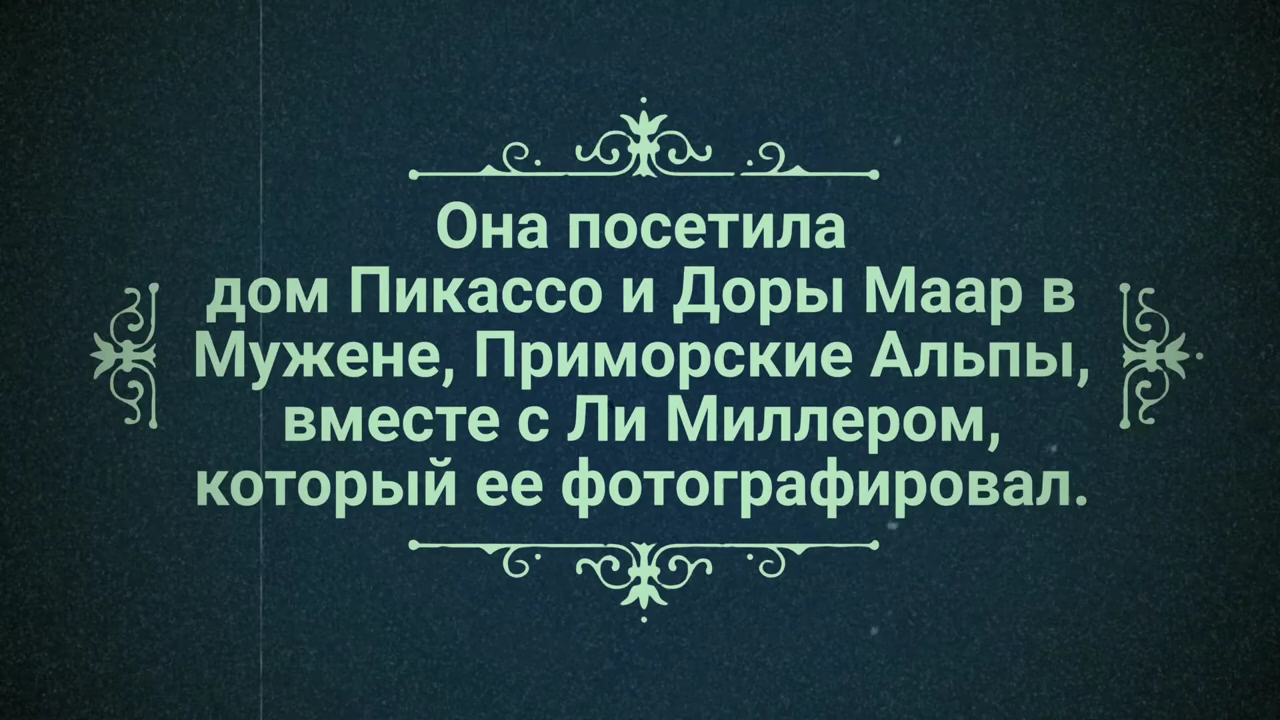 Она посетила
дом Пикассо и Доры Маар в
Мужене, Приморские Альпы,
вместе с Ли Миллером,
который ее фотографировал.